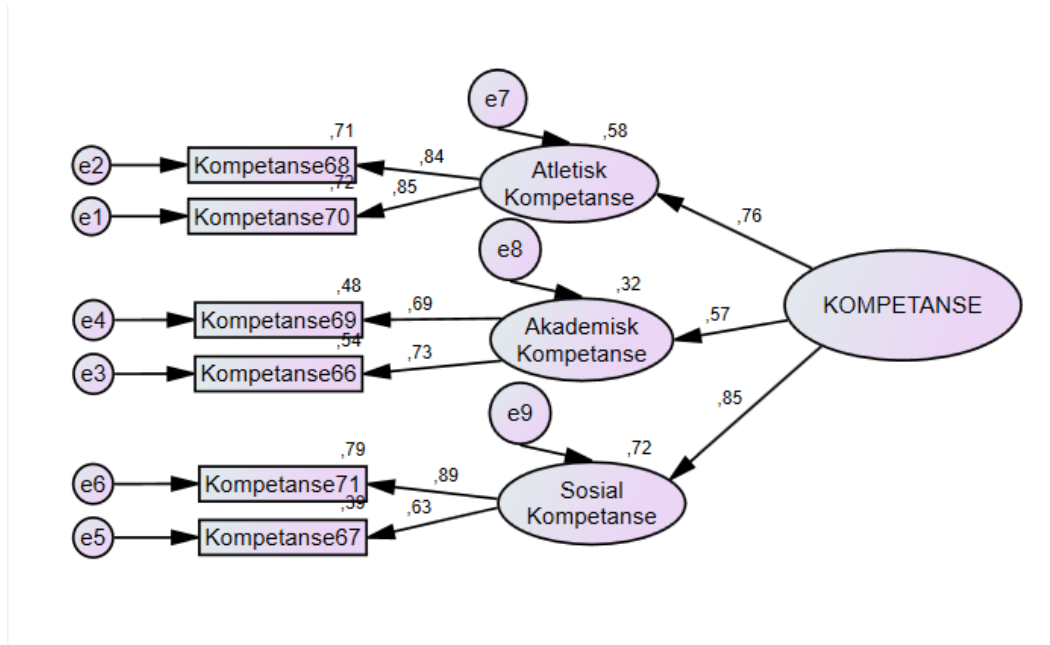 e7
,71
,58
e2
Kompetanse68
,84
Atletisk
Kompetanse
,72
,85
e1
Kompetanse70
,76
e8
,48
,32
e4
Kompetanse69
,69
Akademisk
Kompetanse
,57
KOMPETANSE
,54
,73
e3
Kompetanse66
e9
,85
,79
,72
e6
Kompetanse71
,89
Sosial
Kompetanse
,39
,63
e5
Kompetanse67